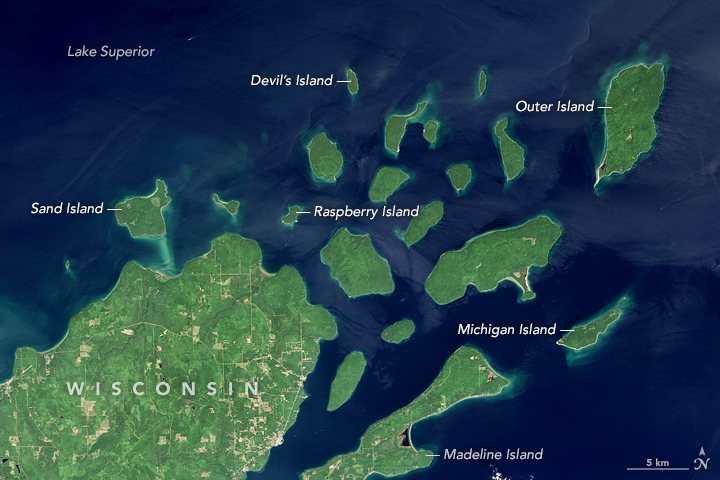 Lake Superior
Devil's Island
Outer Island
Sand Island
Raspberry Island
Michigan Island
WISCONSIN
Madeline Island
5 km
N